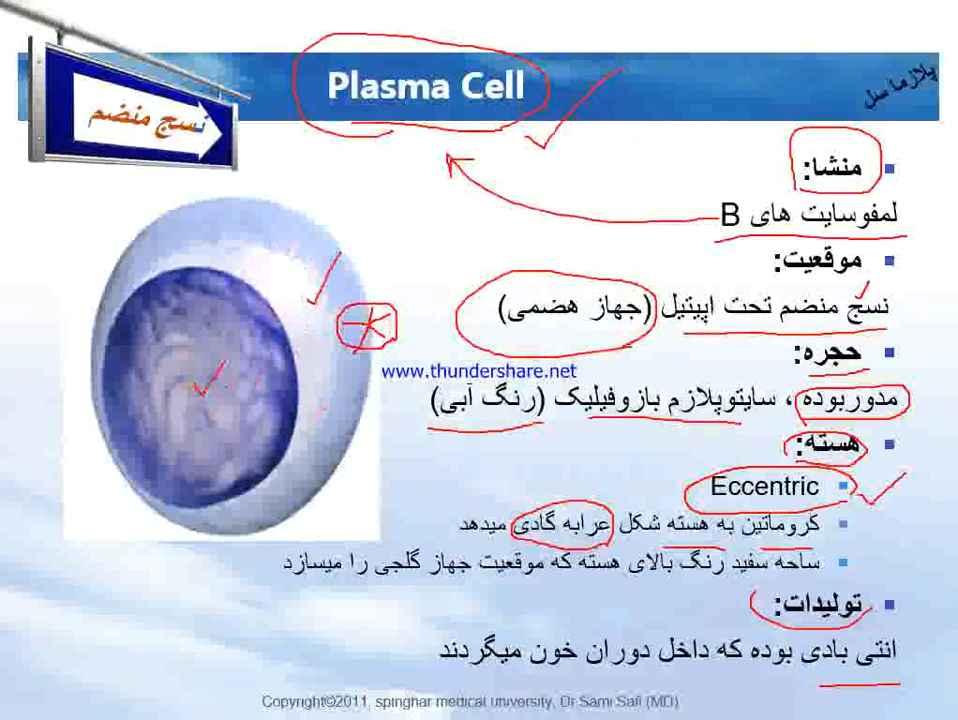 Plasma Cell
پلازما سل
نسج منضم
منشا:
لمفوسایت های B
موقعیت:
نسج منضم تحت اپیتیل (جهاز هضمی)
www.thundershare.net
حجره:
مدوربوده ، سایتوپلازم بازوفیلیک (رنگ آبی)
هسته:
Eccentric
کروماتین به هسته شکل عرابه گادی میدهد
ساحه سفید رنگ بالای هسته که موقعیت جهاز گلجی را میسازد
تولیدات:
انتی بادی بوده که داخل دوران خون میگردند
Copyright©2011, spinghar medical university, Dr Sami Safi (MD)